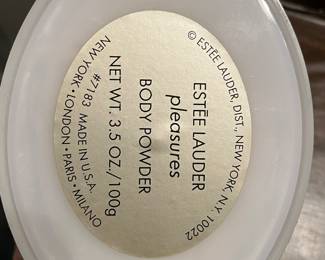 © ESTÉE LAUDER, DIST., NEW YORK, N.Y. 10022
ESTĒE LAUDER
pleasures
BODY POWDER
NET WT. 3.5 OZ./100g
#7183 MADE IN U.S.A.
NEW YORK • LONDON • PARIS • MILANO